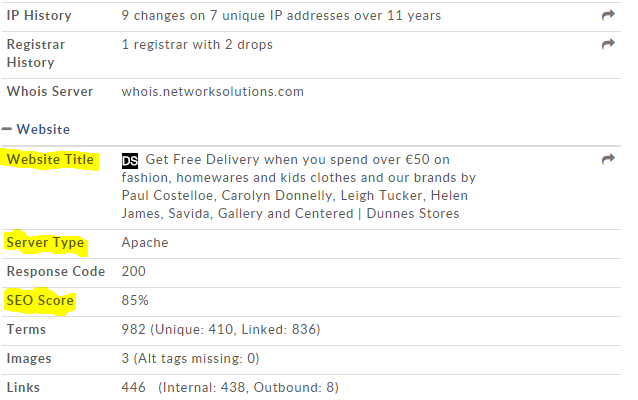 IP History 9 changes on 7 unique IP addresses over 11 years
Registrar 1 registrar with 2 drops
History
Whois Server whois.networksolutions.com
Website
Website Title DS Get Free Delivery when you spend over €50 on
fashion, homewares and kids clothes and our brands by
Paul Costelloe, Carolyn Donnelly, Leigh Tucker, Helen
James, Savida, Gallery and Centered | Dunnes Stores
Server Type Apache
Response Code 200
SEO Score 85%
Terms 982 (Unique: 410, Linked: 836)
Images 3 (Alt tags missing: 0)
Links 446 (Internal: 438, Outbound: 8)